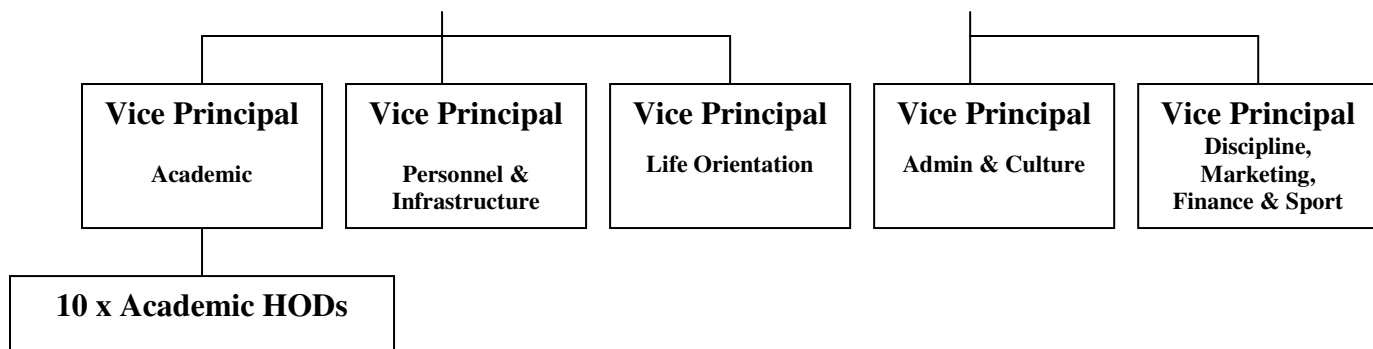 Vice Principal
Academic
Vice Principal
Personnel &
Infrastructure
Vice Principal
Life Orientation
Vice Principal
Admin & Culture
Vice Principal
Discipline,
Marketing,
Finance & Sport
10 x Academic HODs